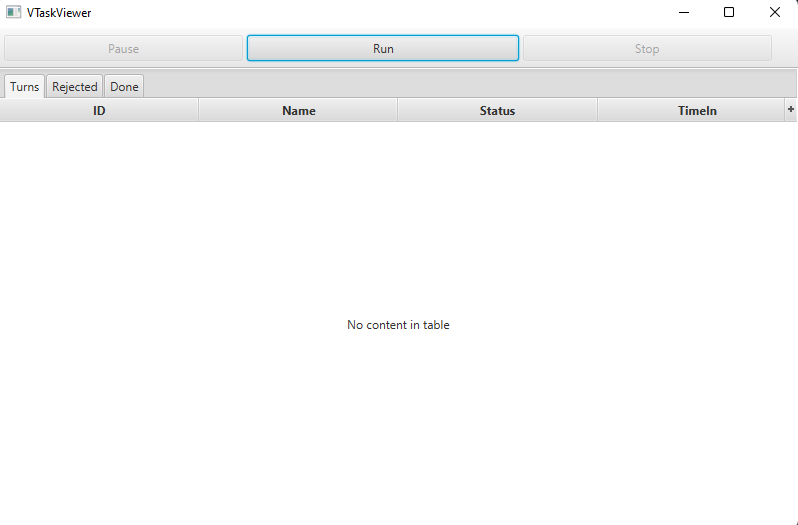 VTaskViewer
Pause Run Stop
Turns Rejected Done
ID Name Status TimeIn +
No content in table